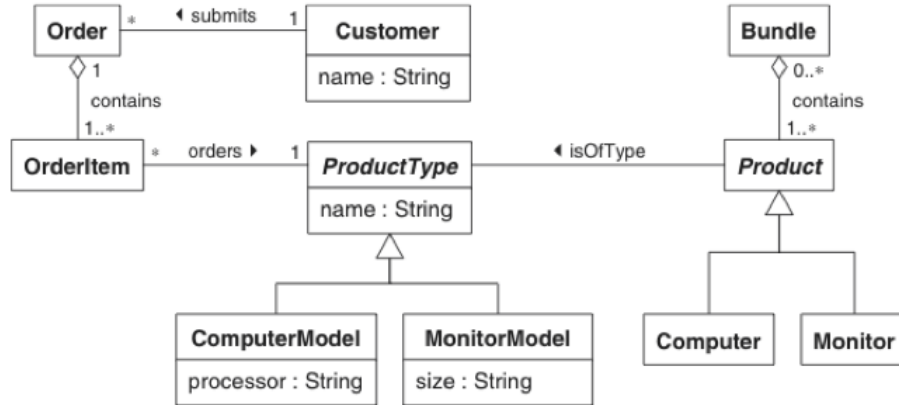 Order
*
◀ submits
1
Customer
name : String
Bundle
1
contains
1..*
0..*
contains
1..*
OrderItem
*
orders ▶
1
ProductType
name : String
◀ isOfType
Product
ComputerModel
processor : String
MonitorModel
size : String
Computer
Monitor